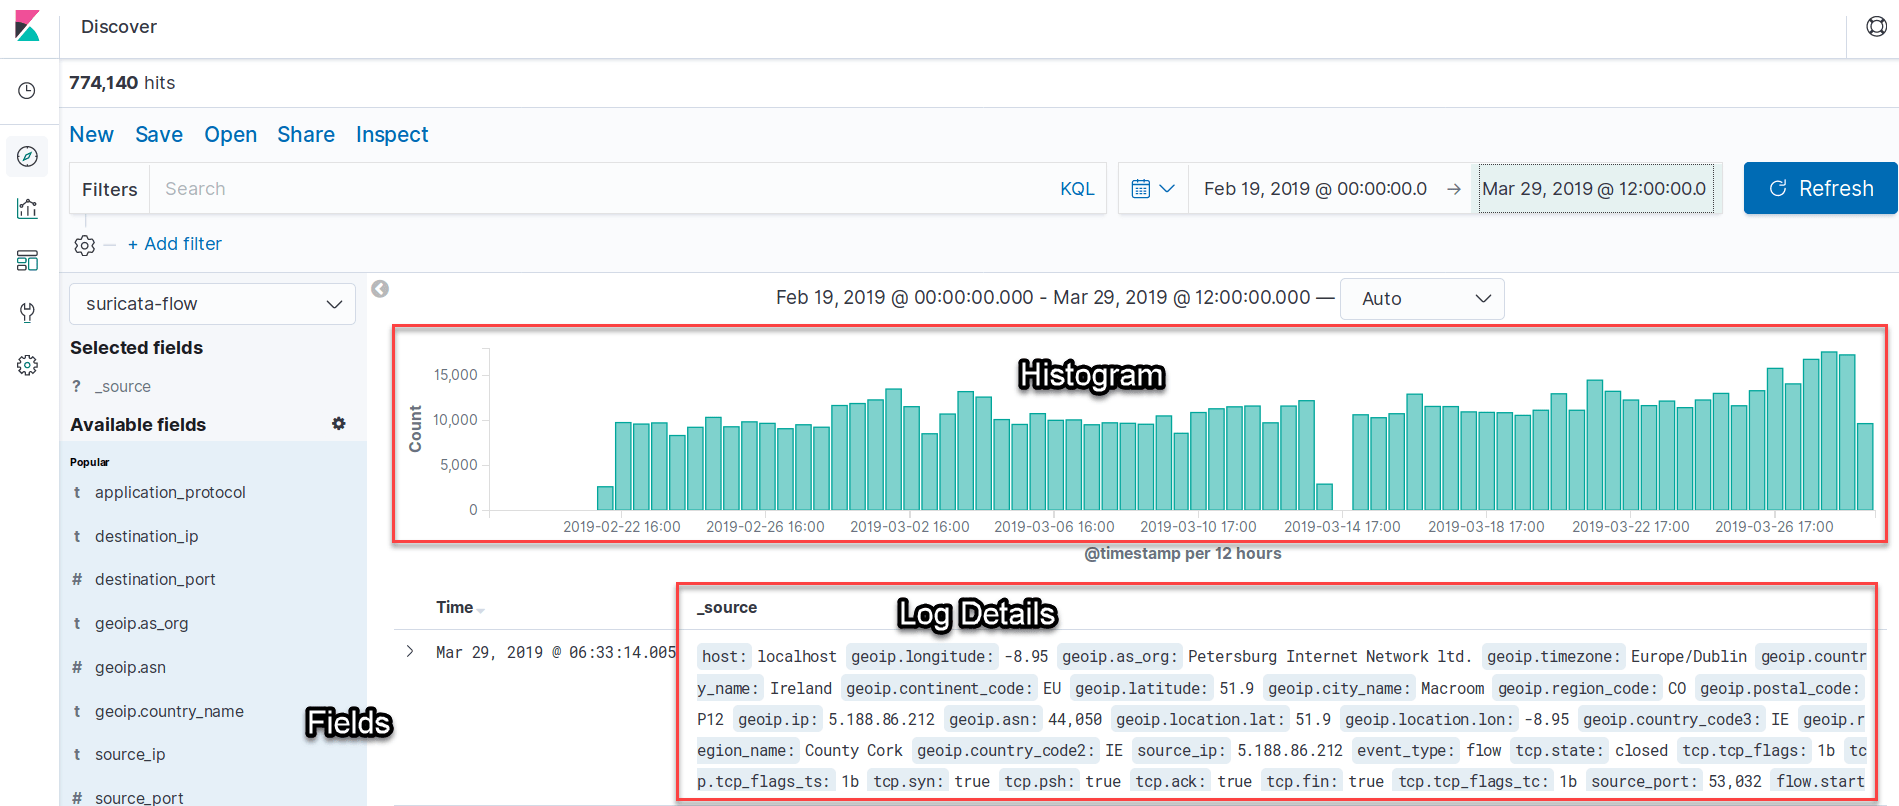 Discover
774,140 hits
New Save Open Share Inspect
Filters Search KQL Feb 19, 2019 @ 00:00:00.0 → Mar 29, 2019 @ 12:00:00.0 Refresh
+ Add filter
suricata-flow
Selected fields
? _source
Available fields
Popular
t application_protocol
t destination_ip
# destination_port
t geoip.as_org
# geoip.asn
t geoip.country_name
t source_ip
# source_port
Fields
Feb 19, 2019 @ 00:00:00.000 - Mar 29, 2019 @ 12:00:00.000 — Auto
Histogram
Count
15,000
10,000
5,000
0
2019-02-22 16:00 2019-02-26 16:00 2019-03-02 16:00 2019-03-06 16:00 2019-03-10 17:00 2019-03-14 17:00 2019-03-18 17:00 2019-03-22 17:00 2019-03-26 17:00
@timestamp per 12 hours
Time _source
Log Details
Mar 29, 2019 @ 06:33:14.005
host: localhost geoip.longitude: -8.95 geoip.as_org: Petersburg Internet Network ltd. geoip.timezone: Europe/Dublin geoip.countr
y_name: Ireland geoip.continent_code: EU geoip.latitude: 51.9 geoip.city_name: Macroom geoip.region_code: CO geoip.postal_code:
P12 geoip.ip: 5.188.86.212 geoip.asn: 44,050 geoip.location.lat: 51.9 geoip.location.lon: -8.95 geoip.country_code3: IE geoip.r
egion_name: County Cork geoip.country_code2: IE source_ip: 5.188.86.212 event_type: flow tcp.state: closed tcp.tcp_flags: 1b tc
p.tcp_flags_ts: 1b tcp.syn: true tcp.psh: true tcp.ack: true tcp.fin: true tcp.tcp_flags_tc: 1b source_port: 53,032 flow.start